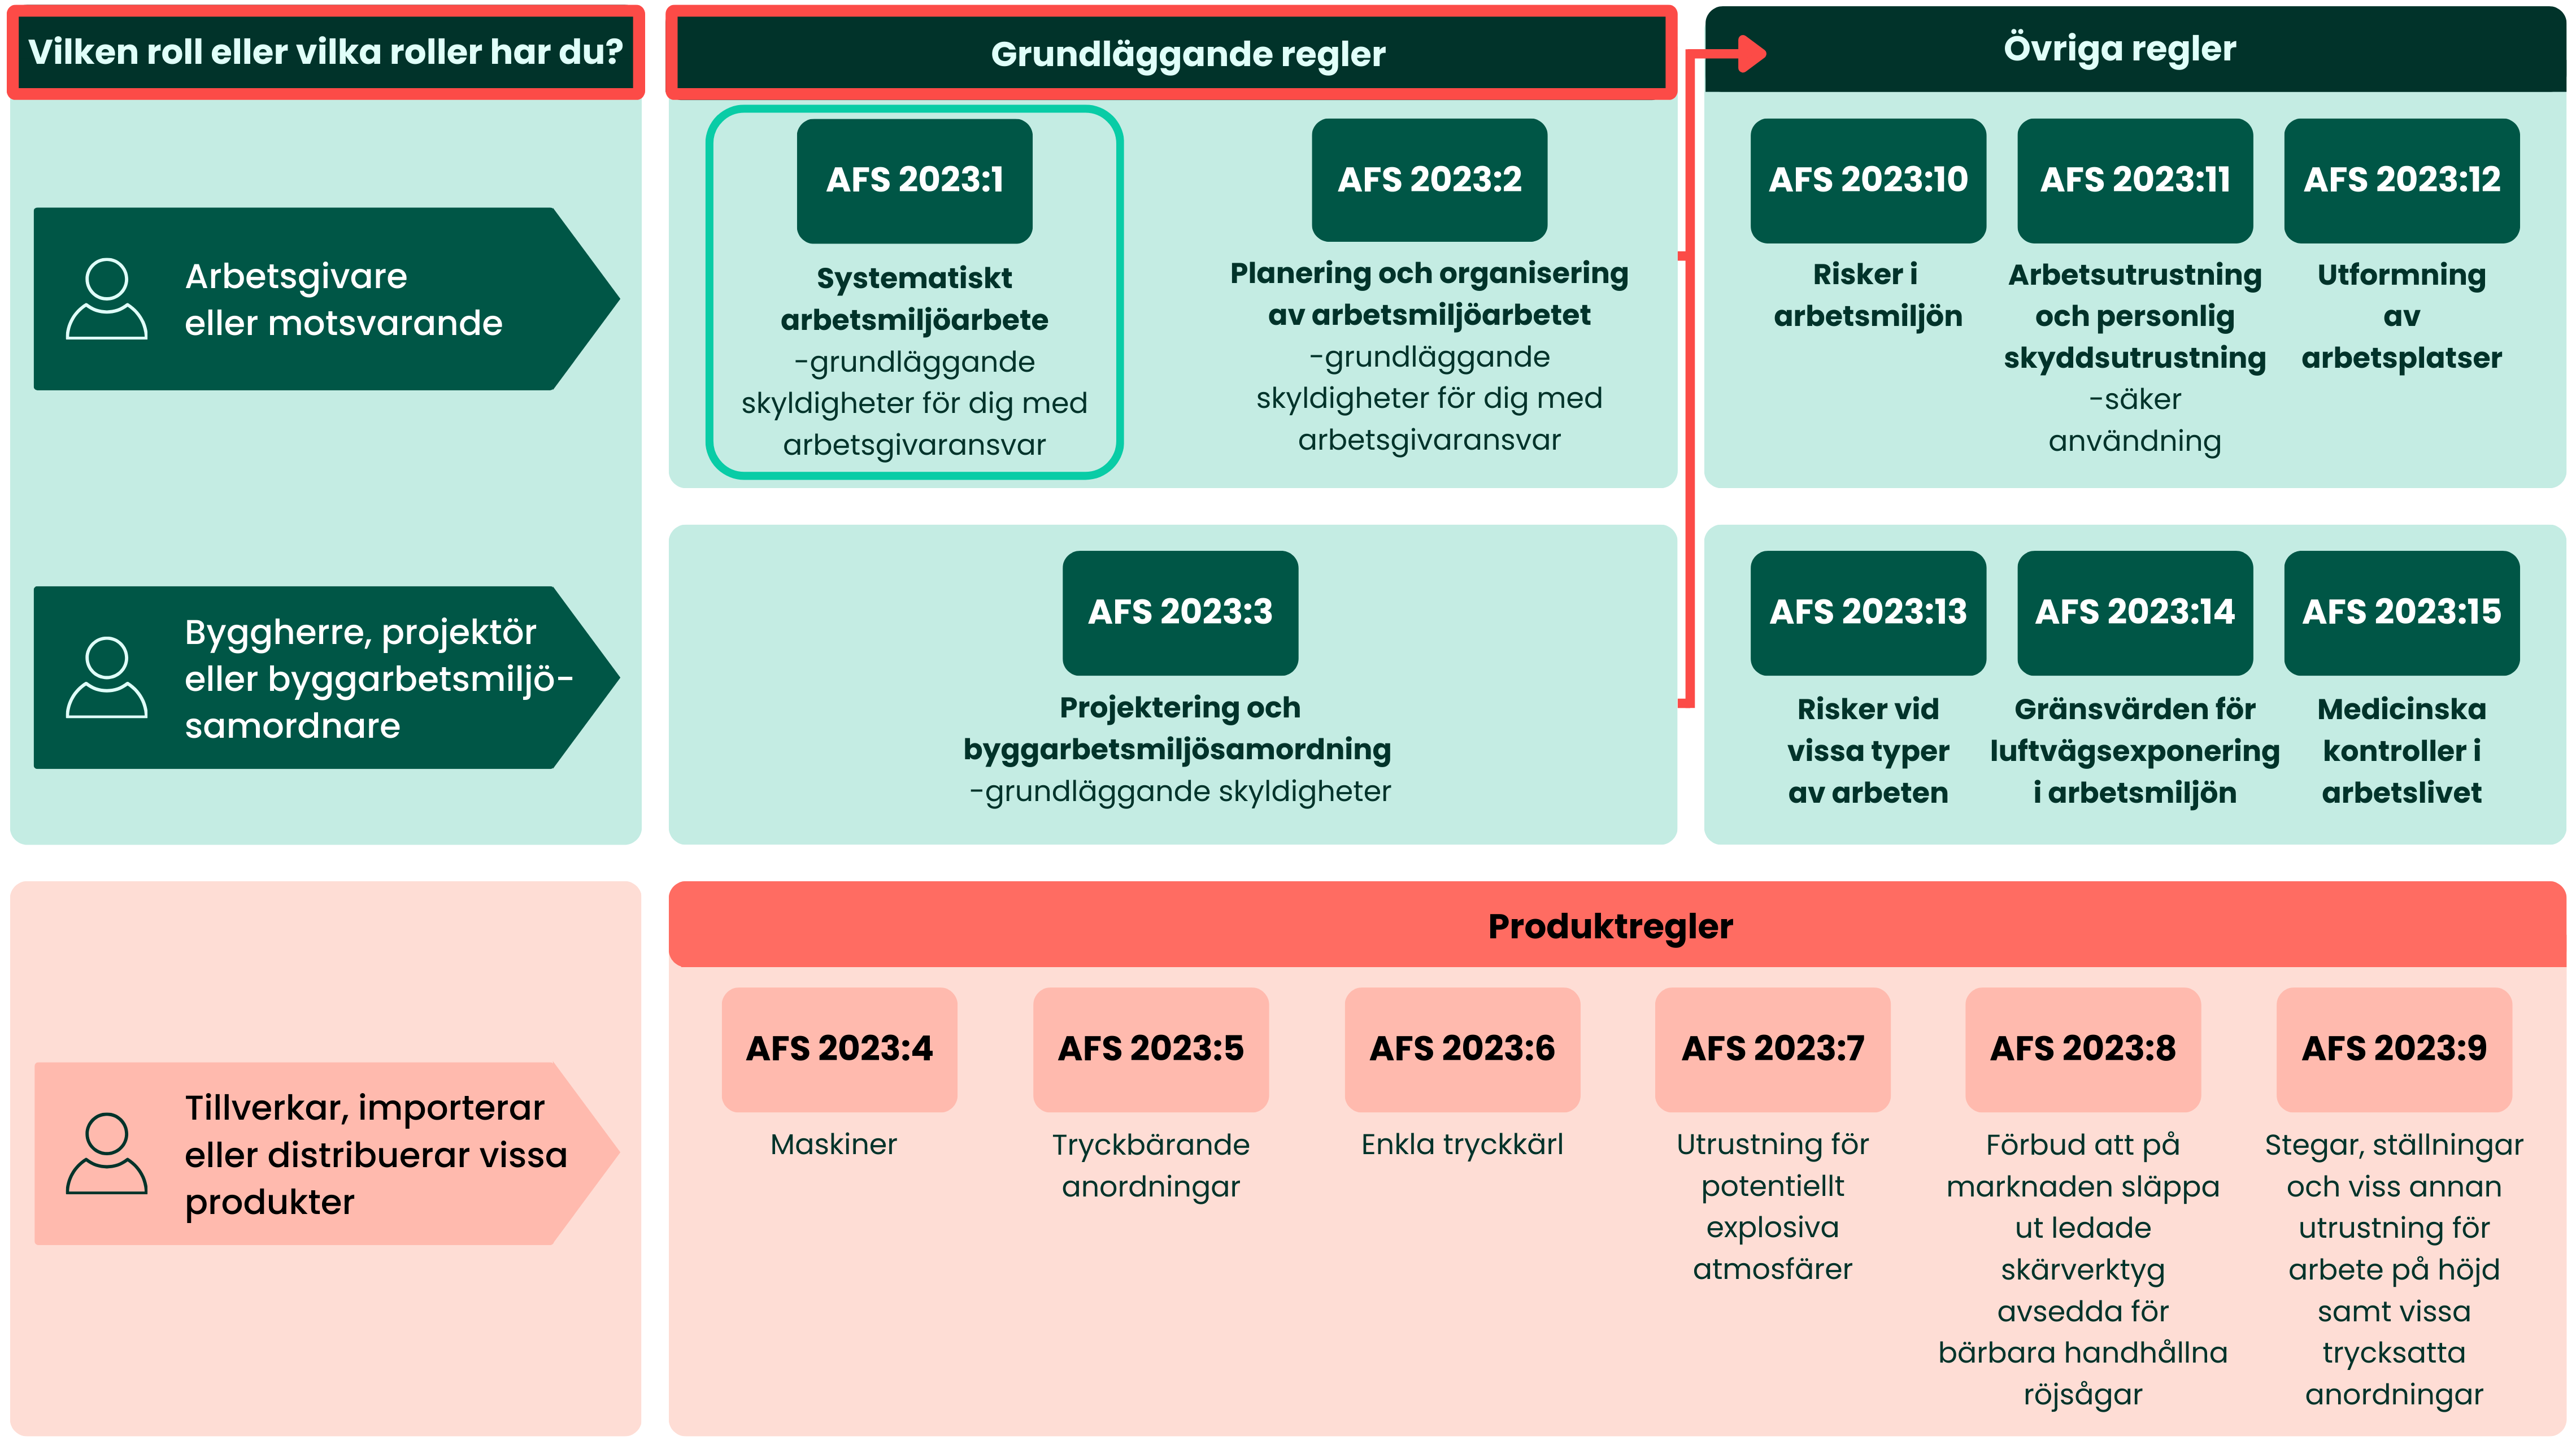 Vilken roll eller vilka roller har du?
Arbetsgivare
eller motsvarande
Byggherre, projektör
eller byggarbetsmiljö-
samordnare
Grundläggande regler
AFS 2023:1
Systematiskt
arbetsmiljöarbete
-grundläggande
skyldigheter för dig med
arbetsgivaransvar
AFS 2023:2
Planering och organisering
av arbetsmiljöarbetet
-grundläggande
skyldigheter för dig med
arbetsgivaransvar
AFS 2023:3
Projektering och
byggarbetsmiljösamordning
-grundläggande skyldigheter
Övriga regler
AFS 2023:10
Risker i
arbetsmiljön
AFS 2023:11
Arbetsutrustning
och personlig
skyddsutrustning
-säker
användning
AFS 2023:12
Utformning
av
arbetsplatser
AFS 2023:13
Risker vid
vissa typer
av arbeten
AFS 2023:14
Gränsvärden för
luftvägsexponering
i arbetsmiljön
AFS 2023:15
Medicinska
kontroller i
arbetslivet
Tillverkar, importerar
eller distribuerar vissa
produkter
Produktregler
AFS 2023:4
Maskiner
AFS 2023:5
Tryckbärande
anordningar
AFS 2023:6
Enkla tryckkärl
AFS 2023:7
Utrustning för
potentiellt
explosiva
atmosfärer
AFS 2023:8
Förbud att på
marknaden släppa
ut ledade
skärverktyg
avsedda för
bärbara handhållna
röjsågar
AFS 2023:9
Stegar, ställningar
och viss annan
utrustning för
arbete på höjd
samt vissa
trycksatta
anordningar